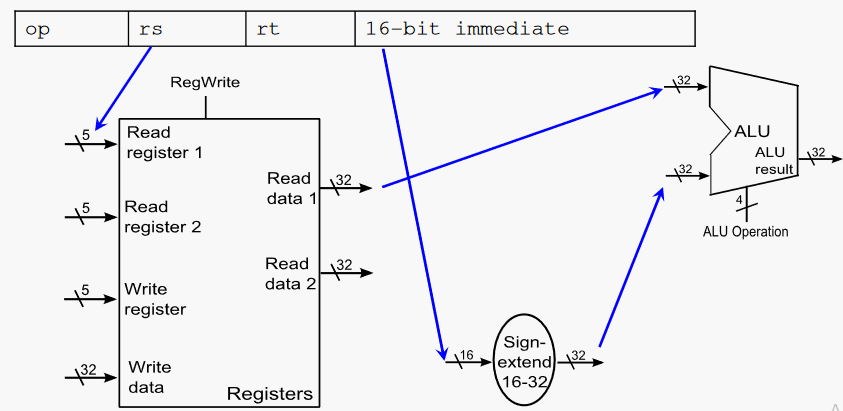 op rs rt 16-bit immediate
RegWrite
5
Read
register 1
5
Read
register 2
5
Write
register
32
Write
data
Read
data 1
32
Read
data 2
32
Registers
16
Sign-
extend
16-32
32
32
32
ALU
ALU
result
32
4
ALU Operation